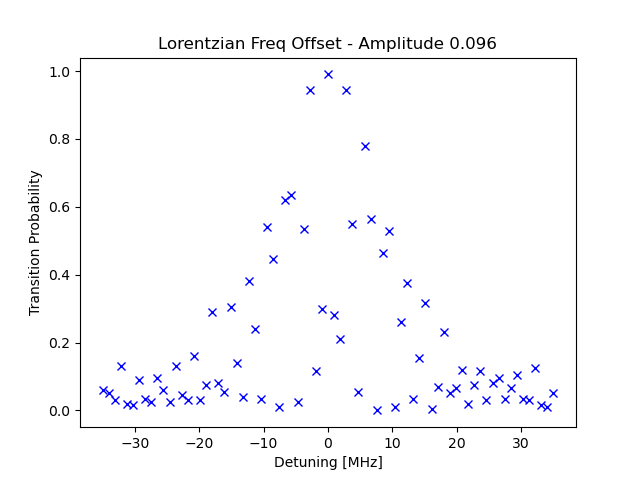 Lorentzian Freq Offset - Amplitude 0.096
Transition Probability
1.0
0.8
0.6
0.4
0.2
0.0
−30 −20 −10 0 10 20 30
Detuning [MHz]